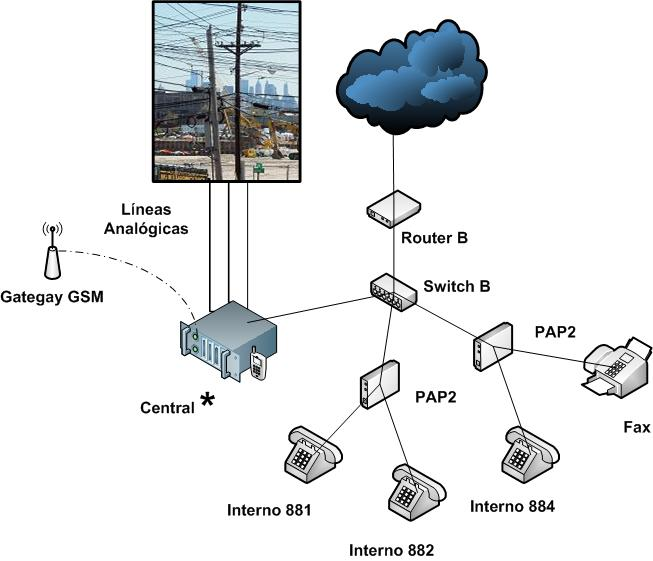 Líneas
Analógicas
Router B
Gategay GSM
Switch B
PAP2
Central *
PAP2
Fax
Interno 881
Interno 884
Interno 882